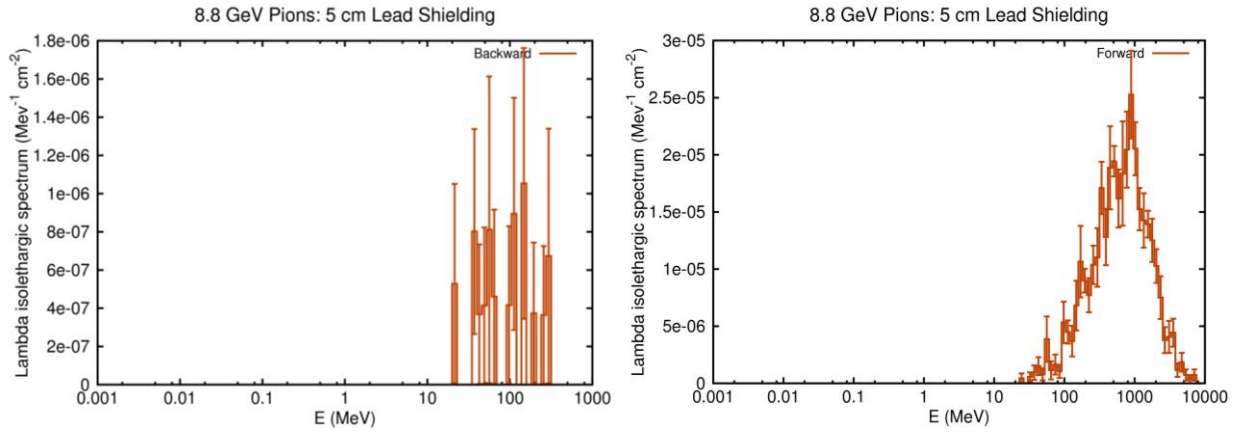 8.8 GeV Pions: 5 cm Lead Shielding
Lambda isolethargic spectrum (Mev⁻¹ cm⁻²)
1.8e-06
1.6e-06
1.4e-06
1.2e-06
1e-06
8e-07
6e-07
4e-07
2e-07
0
Backward
0.001 0.01 0.1 1 10 100 1000
E (MeV)
8.8 GeV Pions: 5 cm Lead Shielding
Lambda isolethargic spectrum (Mev⁻¹ cm⁻²)
3e-05
2.5e-05
2e-05
1.5e-05
1e-05
5e-06
0
Forward
0.001 0.01 0.1 1 10 100 1000 10000
E (MeV)